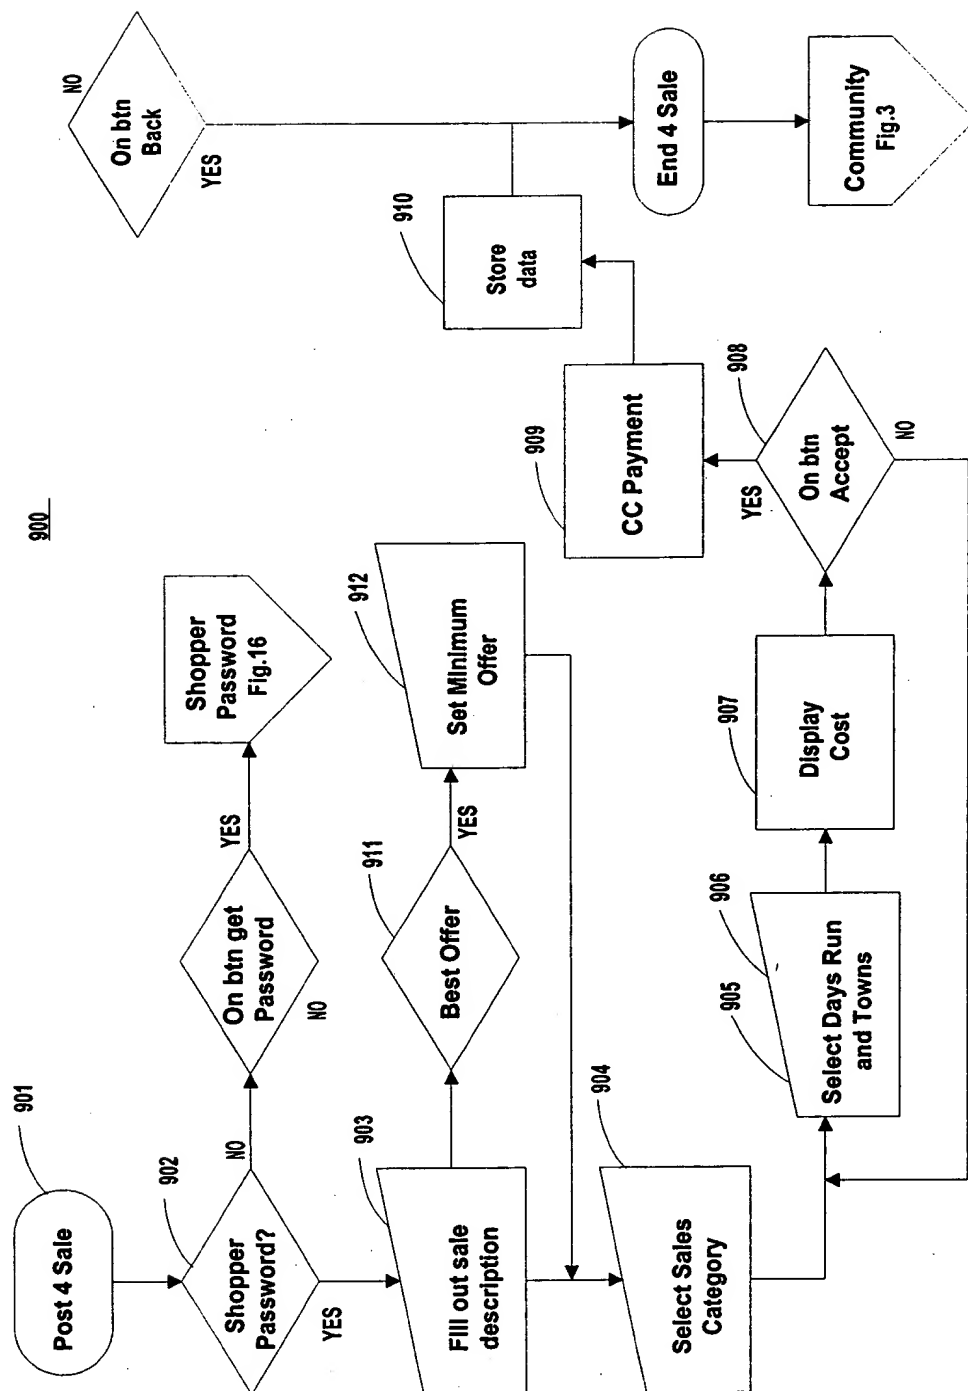 900
901
Post 4 Sale
902
Shopper
Password?
NO
YES
On btn get
Password
YES
NO
Shopper
Password
Fig.16
903
Fill out sale
description
911
Best Offer
YES
912
Set Minimum
Offer
904
Select Sales
Category
905
906
Select Days Run
and Towns
907
Display
Cost
908
On btn
Accept
YES
NO
909
CC Payment
910
Store
data
On btn
Back
NO
YES
End 4 Sale
Community
Fig.3